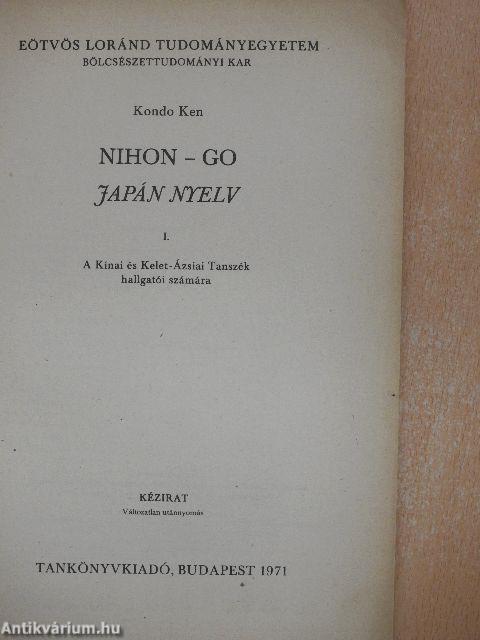 EÖTVÖS LORÁND TUDOMÁNYEGYETEM
BÖLCSÉSZETTUDOMÁNYI KAR
Kondo Ken
NIHON – GO
JAPÁN NYELV
I.
A Kínai és Kelet-Ázsiai Tanszék
hallgatói számára
KÉZIRAT
Változatlan utánnyomás
TANKÖNYVKIADÓ, BUDAPEST 1971
Antikvárium.hu